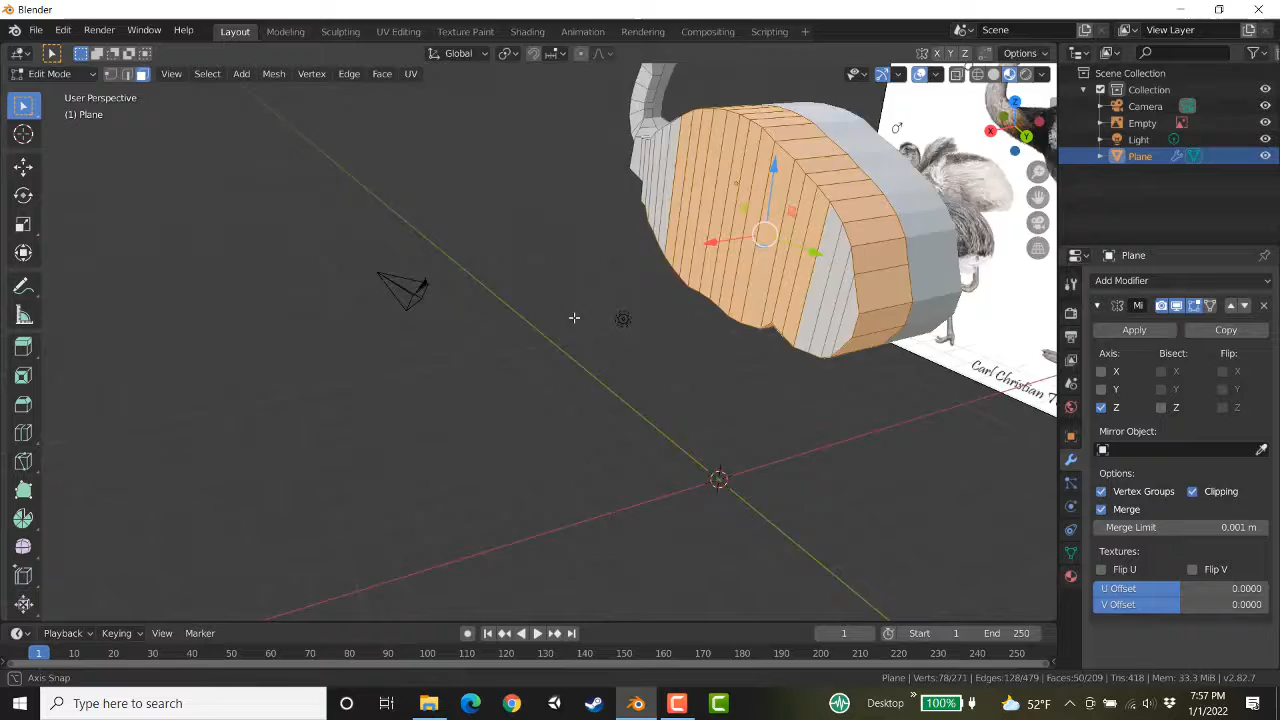 Blender
File Edit Render Window Help Layout Modeling Sculpting UV Editing Texture Paint Shading Animation Rendering Compositing Scripting + Scene View Layer
Global X Y Z Options
Edit Mode View Select Add Mesh Vertex Edge Face UV
User Perspective
(1) Plane
Z
X
Y
♂
Carl Christian
Scene Collection
Collection
Camera
Empty
Light
Plane
Plane
Add Modifier
Mi
Apply Copy
Axis: Bisect: Flip:
X X X
Y Y Y
Z Z Z
Mirror Object:
Options:
Vertex Groups Clipping
Merge
Merge Limit 0.001 m
Textures:
Flip U Flip V
U Offset 0.0000
V Offset 0.0000
Playback Keying View Marker 1 Start 1 End 250
1 10 20 30 40 50 60 70 80 90 100 110 120 130 140 150 160 170 180 190 200 210 220 230 240 250
Axis Snap Plane | Verts:78/271 | Edges:128/479 | Faces:50/209 | Tris:418 | Mem: 33.3 MiB | v2.82.7
Type here to search Desktop » 100% 52°F 7:57 PM
1/1/2022